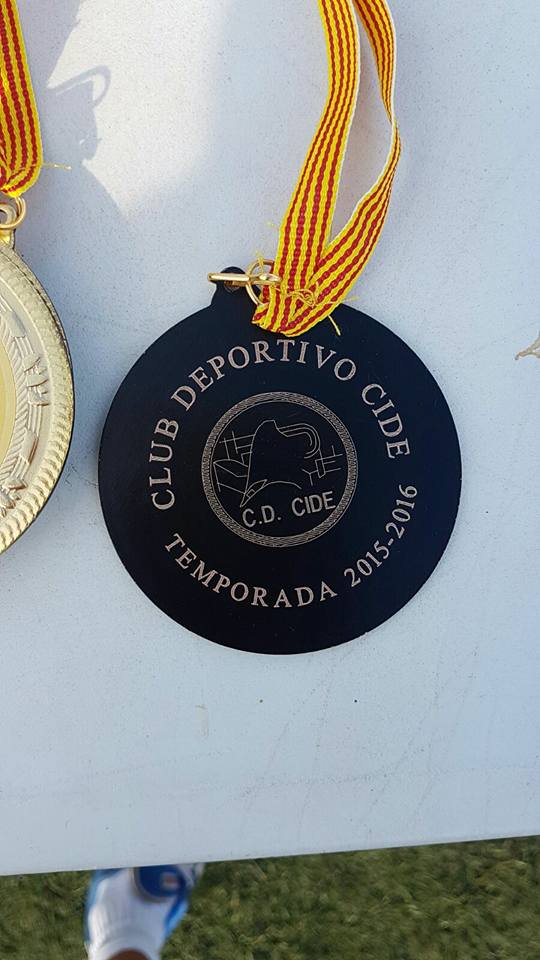 CLUB DEPORTIVO CIDE
C.D. CIDE
TEMPORADA 2015-2016